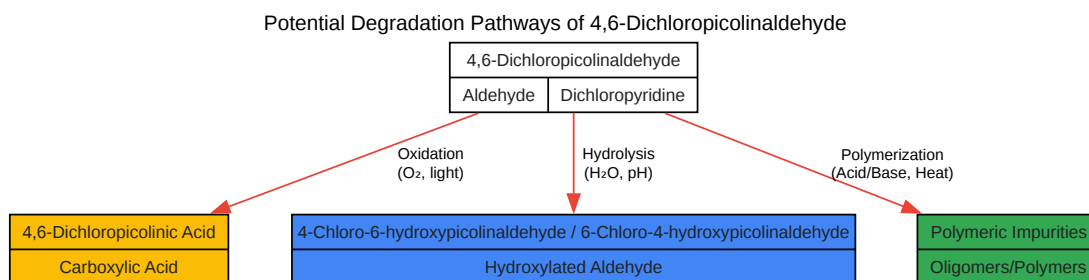 Potential Degradation Pathways of 4,6-Dichloropicolinaldehyde
4,6-Dichloropicolinaldehyde
Aldehyde
Dichloropyridine
Oxidation
(O₂, light)
Hydrolysis
(H₂O, pH)
Polymerization
(Acid/Base, Heat)
4,6-Dichloropicolinic Acid
Carboxylic Acid
4-Chloro-6-hydroxypicolinaldehyde / 6-Chloro-4-hydroxypicolinaldehyde
Hydroxylated Aldehyde
Polymeric Impurities
Oligomers/Polymers